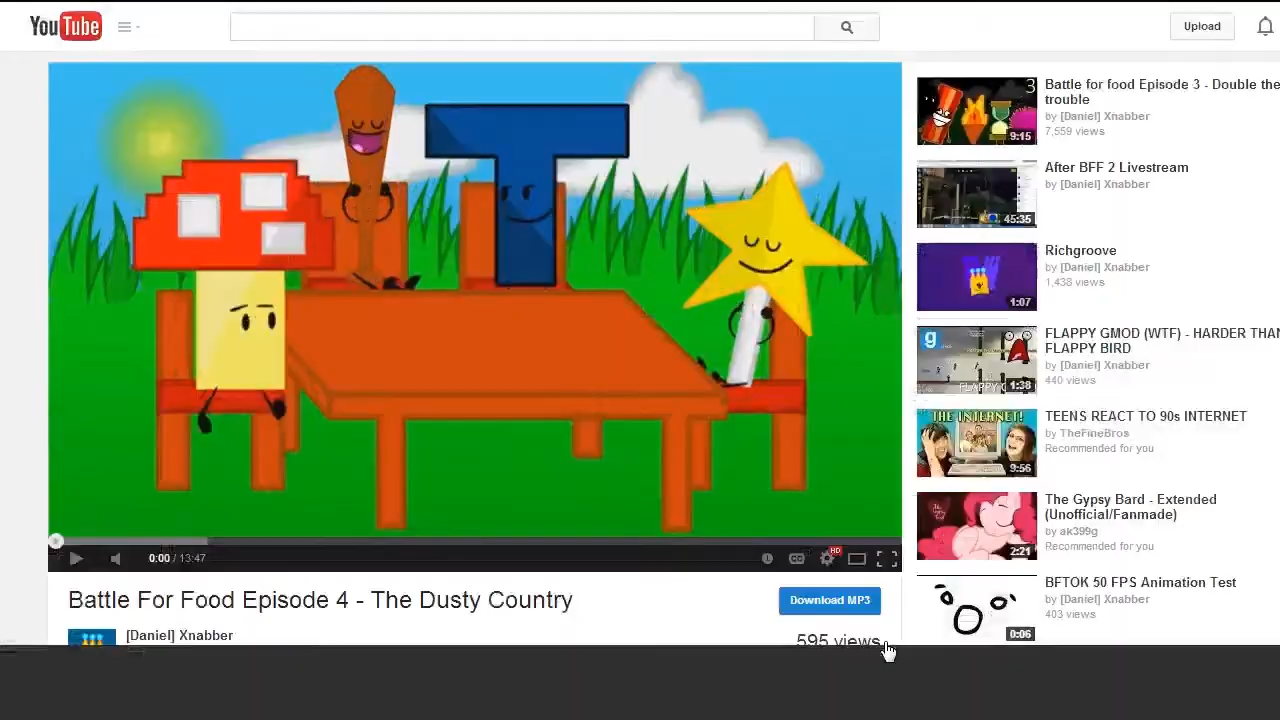 YouTube
Upload
Battle for food Episode 3 - Double the
trouble
by [Daniel] Xnabber
7,559 views
3
9:15
After BFF 2 Livestream
by [Daniel] Xnabber
45:35
Richgroove
by [Daniel] Xnabber
1,438 views
1:07
FLAPPY GMOD (WTF) - HARDER THAN
FLAPPY BIRD
by [Daniel] Xnabber
440 views
g
1:38
TEENS REACT TO 90s INTERNET
by TheFineBros
Recommended for you
THE INTERNET!
9:56
The Gypsy Bard - Extended
(Unofficial/Fanmade)
by ak399g
Recommended for you
2:21
BFTOK 50 FPS Animation Test
by [Daniel] Xnabber
403 views
0:06
T
0:00 / 13:47
CC
HD
Battle For Food Episode 4 - The Dusty Country
Download MP3
[Daniel] Xnabber
595 views